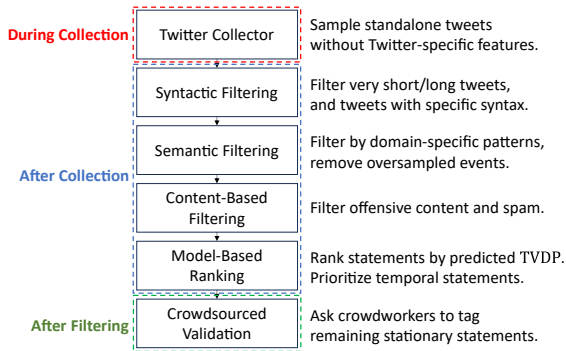 During Collection
Twitter Collector
Sample standalone tweets
without Twitter-specific features.
Syntactic Filtering
Filter very short/long tweets,
and tweets with specific syntax.
After Collection
Semantic Filtering
Filter by domain-specific patterns,
remove oversampled events.
Content-Based
Filtering
Filter offensive content and spam.
Model-Based
Ranking
Rank statements by predicted TVDP.
Prioritize temporal statements.
After Filtering
Crowdsourced
Validation
Ask crowdworkers to tag
remaining stationary statements.